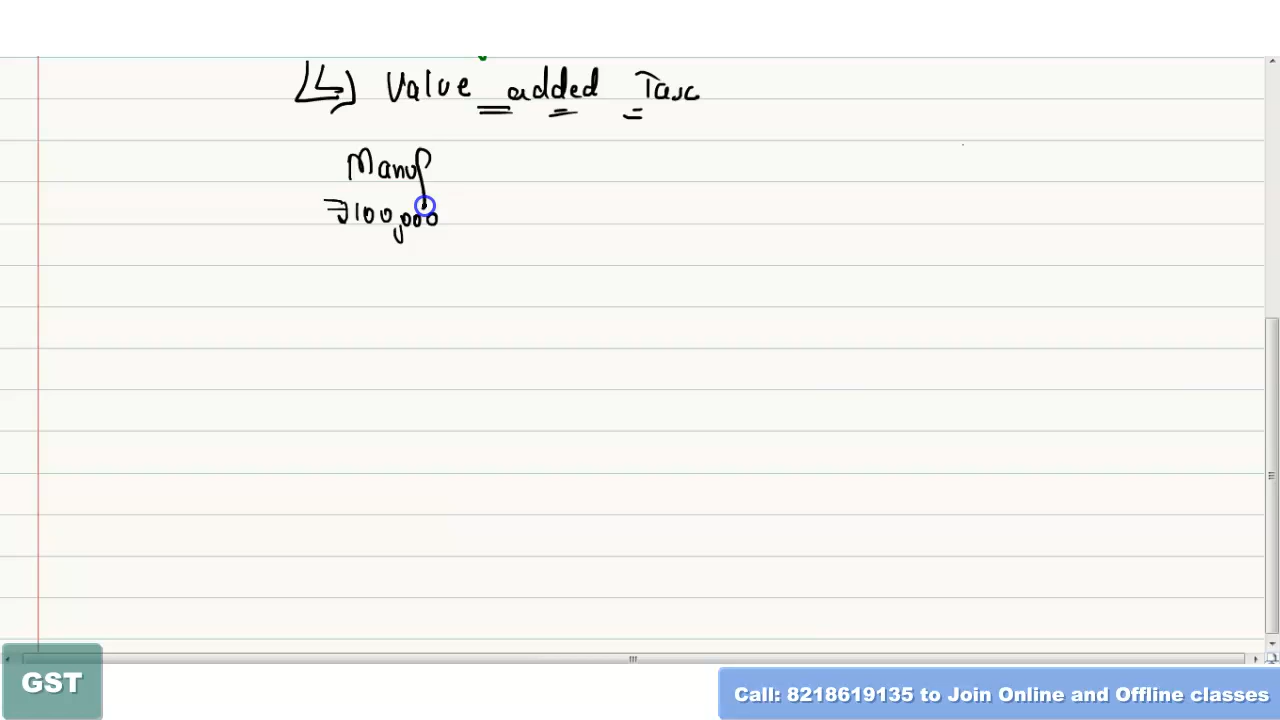 Value added Tax
Manuf
₹100,000
GST
Call: 8218619135 to Join Online and Offline classes